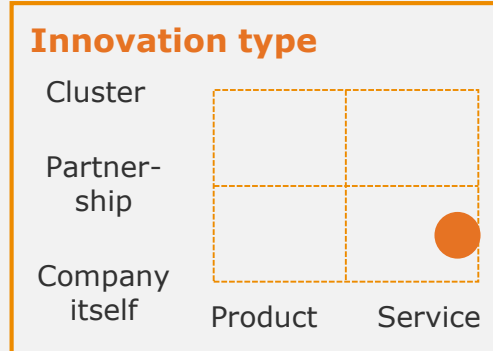 Innovation type
Cluster
Partner-
ship
Company
itself
Product Service